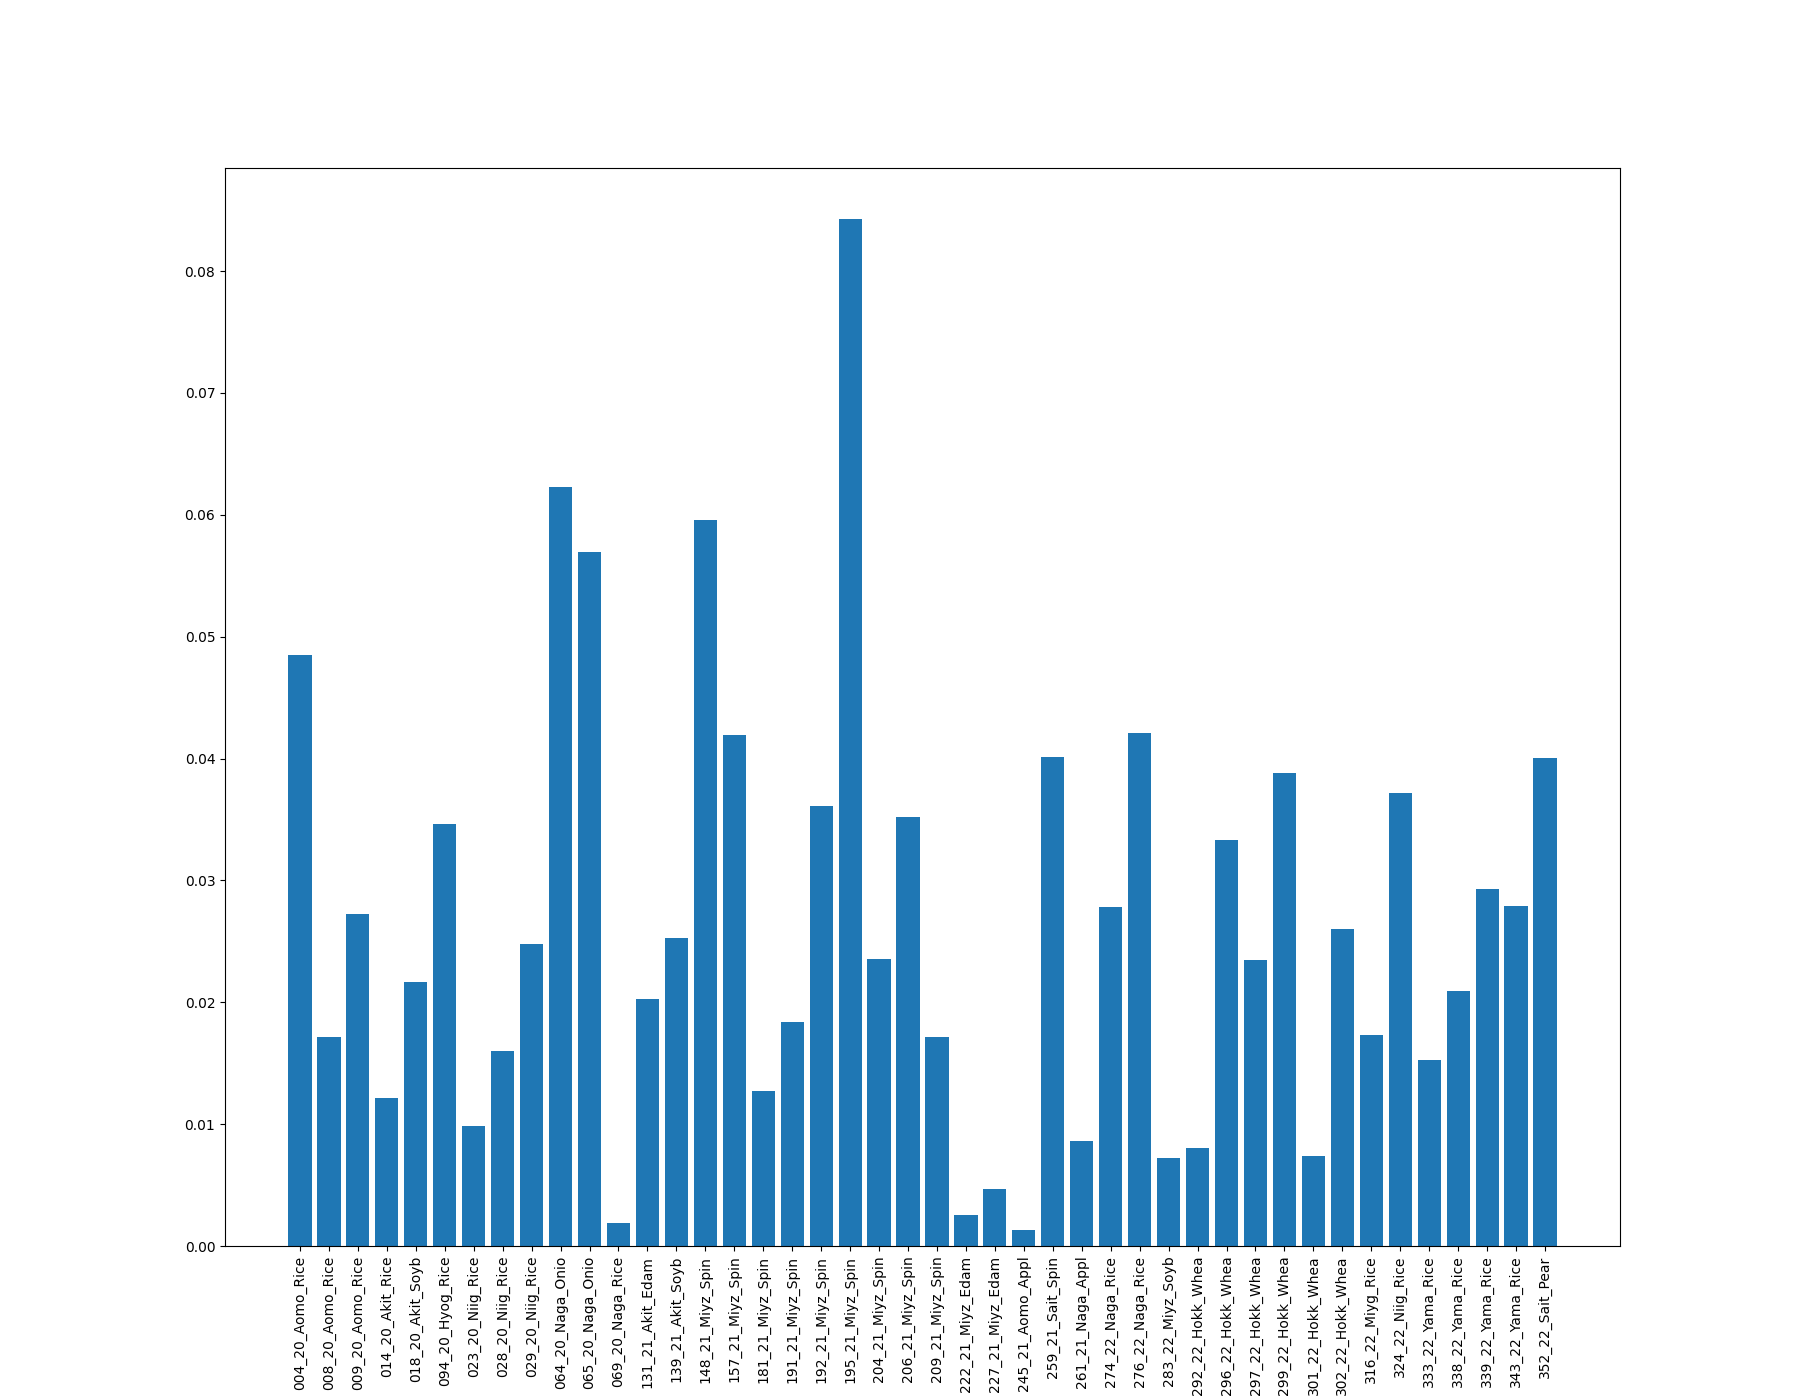 0.08
0.07
0.06
0.05
0.04
0.03
0.02
0.01
0.00
004_20_Aomo_Rice
008_20_Aomo_Rice
009_20_Aomo_Rice
014_20_Akit_Rice
018_20_Akit_Soyb
094_20_Hyog_Rice
023_20_Niig_Rice
028_20_Niig_Rice
029_20_Niig_Rice
064_20_Naga_Onio
065_20_Naga_Onio
069_20_Naga_Rice
131_21_Akit_Edam
139_21_Akit_Soyb
148_21_Miyz_Spin
157_21_Miyz_Spin
181_21_Miyz_Spin
191_21_Miyz_Spin
192_21_Miyz_Spin
195_21_Miyz_Spin
204_21_Miyz_Spin
206_21_Miyz_Spin
209_21_Miyz_Spin
222_21_Miyz_Edam
227_21_Miyz_Edam
245_21_Aomo_Appl
259_21_Sait_Spin
261_21_Naga_Appl
274_22_Naga_Rice
276_22_Naga_Rice
283_22_Miyz_Soyb
292_22_Hokk_Whea
296_22_Hokk_Whea
297_22_Hokk_Whea
299_22_Hokk_Whea
301_22_Hokk_Whea
302_22_Hokk_Whea
316_22_Miyg_Rice
324_22_Niig_Rice
333_22_Yama_Rice
338_22_Yama_Rice
339_22_Yama_Rice
343_22_Yama_Rice
352_22_Sait_Pear